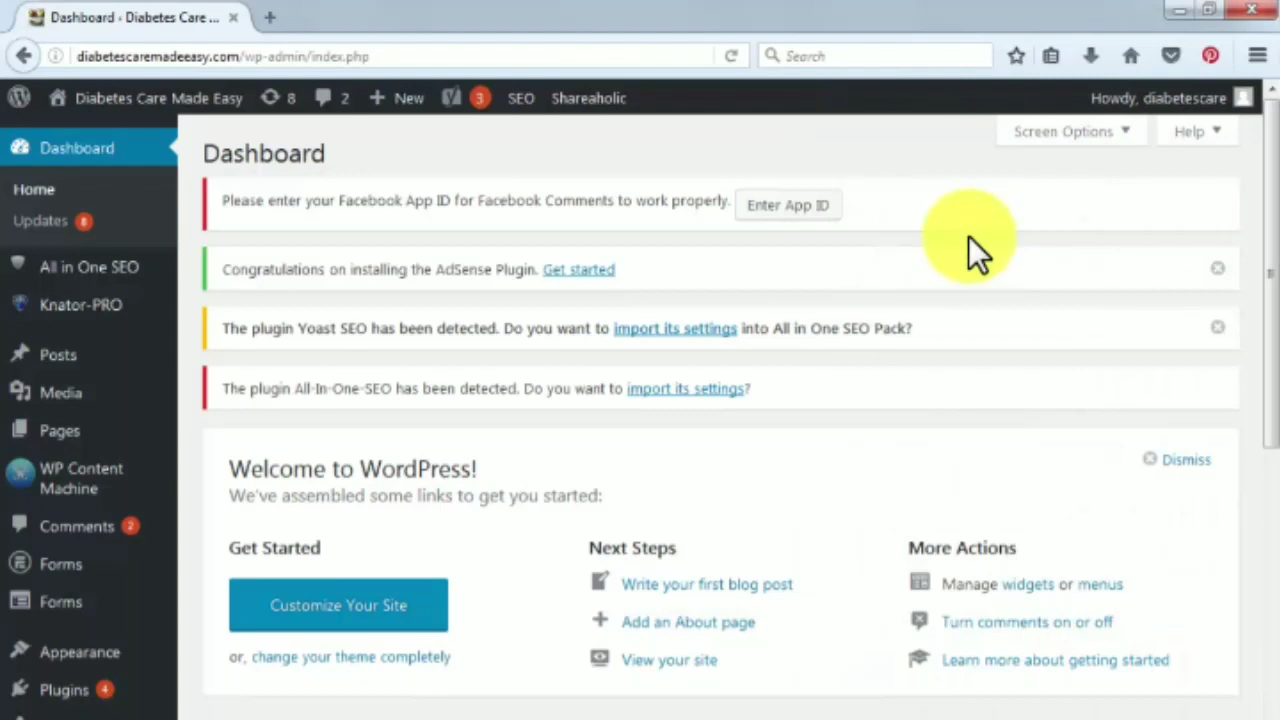 Dashboard ‹ Diabetes Care ...
diabetescaremadeeasy.com/wp-admin/index.php
Search
Diabetes Care Made Easy 8 2 New 3 SEO Shareaholic Howdy, diabetescare
Screen Options Help
Dashboard
Home
Updates 8
All in One SEO
Knator-PRO
Posts
Media
Pages
WP Content
Machine
Comments 2
Forms
Forms
Appearance
Plugins 4
Dashboard
Please enter your Facebook App ID for Facebook Comments to work properly. Enter App ID
Congratulations on installing the AdSense Plugin. Get started
The plugin Yoast SEO has been detected. Do you want to import its settings into All in One SEO Pack?
The plugin All-In-One-SEO has been detected. Do you want to import its settings?
Welcome to WordPress!
Dismiss
We've assembled some links to get you started:
Get Started
Customize Your Site
or, change your theme completely
Next Steps
Write your first blog post
Add an About page
View your site
More Actions
Manage widgets or menus
Turn comments on or off
Learn more about getting started